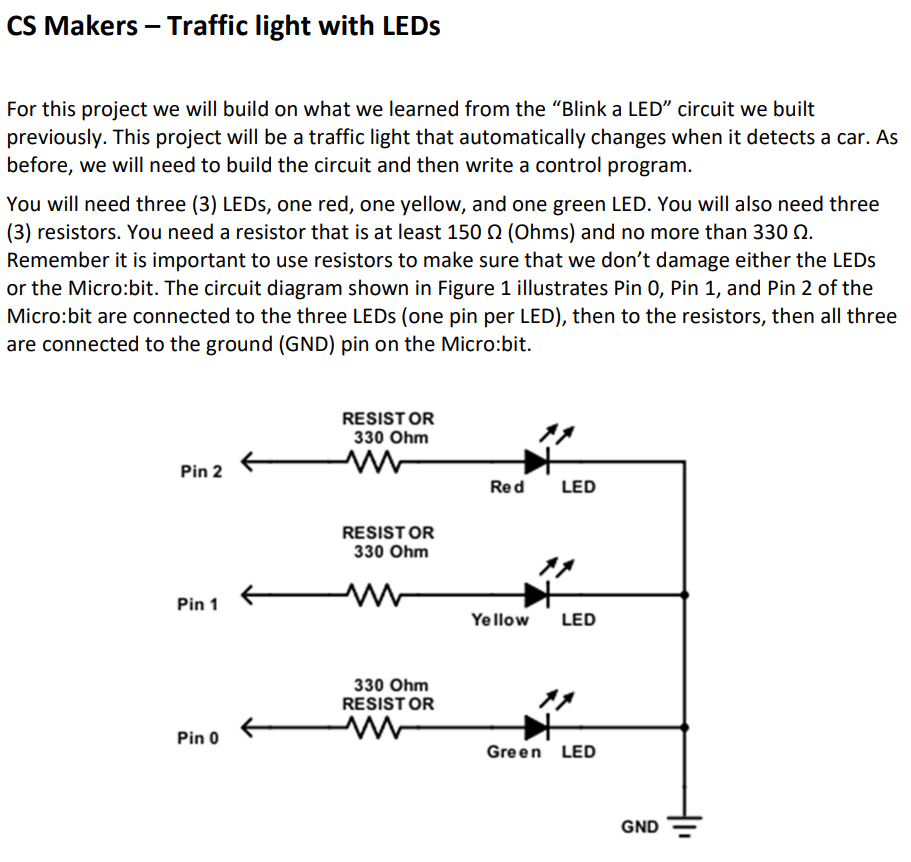 CS Makers – Traffic light with LEDs
For this project we will build on what we learned from the “Blink a LED” circuit we built
previously. This project will be a traffic light that automatically changes when it detects a car. As
before, we will need to build the circuit and then write a control program.
You will need three (3) LEDs, one red, one yellow, and one green LED. You will also need three
(3) resistors. You need a resistor that is at least 150 Ω (Ohms) and no more than 330 Ω.
Remember it is important to use resistors to make sure that we don’t damage either the LEDs
or the Micro:bit. The circuit diagram shown in Figure 1 illustrates Pin 0, Pin 1, and Pin 2 of the
Micro:bit are connected to the three LEDs (one pin per LED), then to the resistors, then all three
are connected to the ground (GND) pin on the Micro:bit.
RESISTOR
330 Ohm
Pin 2
Red LED
RESISTOR
330 Ohm
Pin 1
Yellow LED
330 Ohm
RESISTOR
Pin 0
Green LED
GND